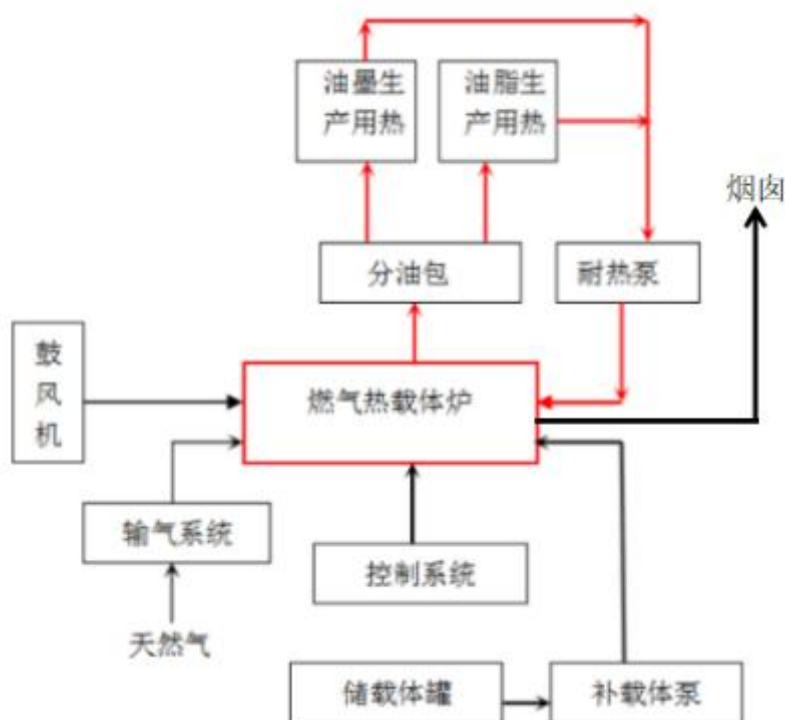 油墨生
产用热
油脂生
产用热
烟囱
分油包
耐热泵
鼓
风
机
燃气热载体炉
输气系统
控制系统
天然气
储载体罐
补载体泵